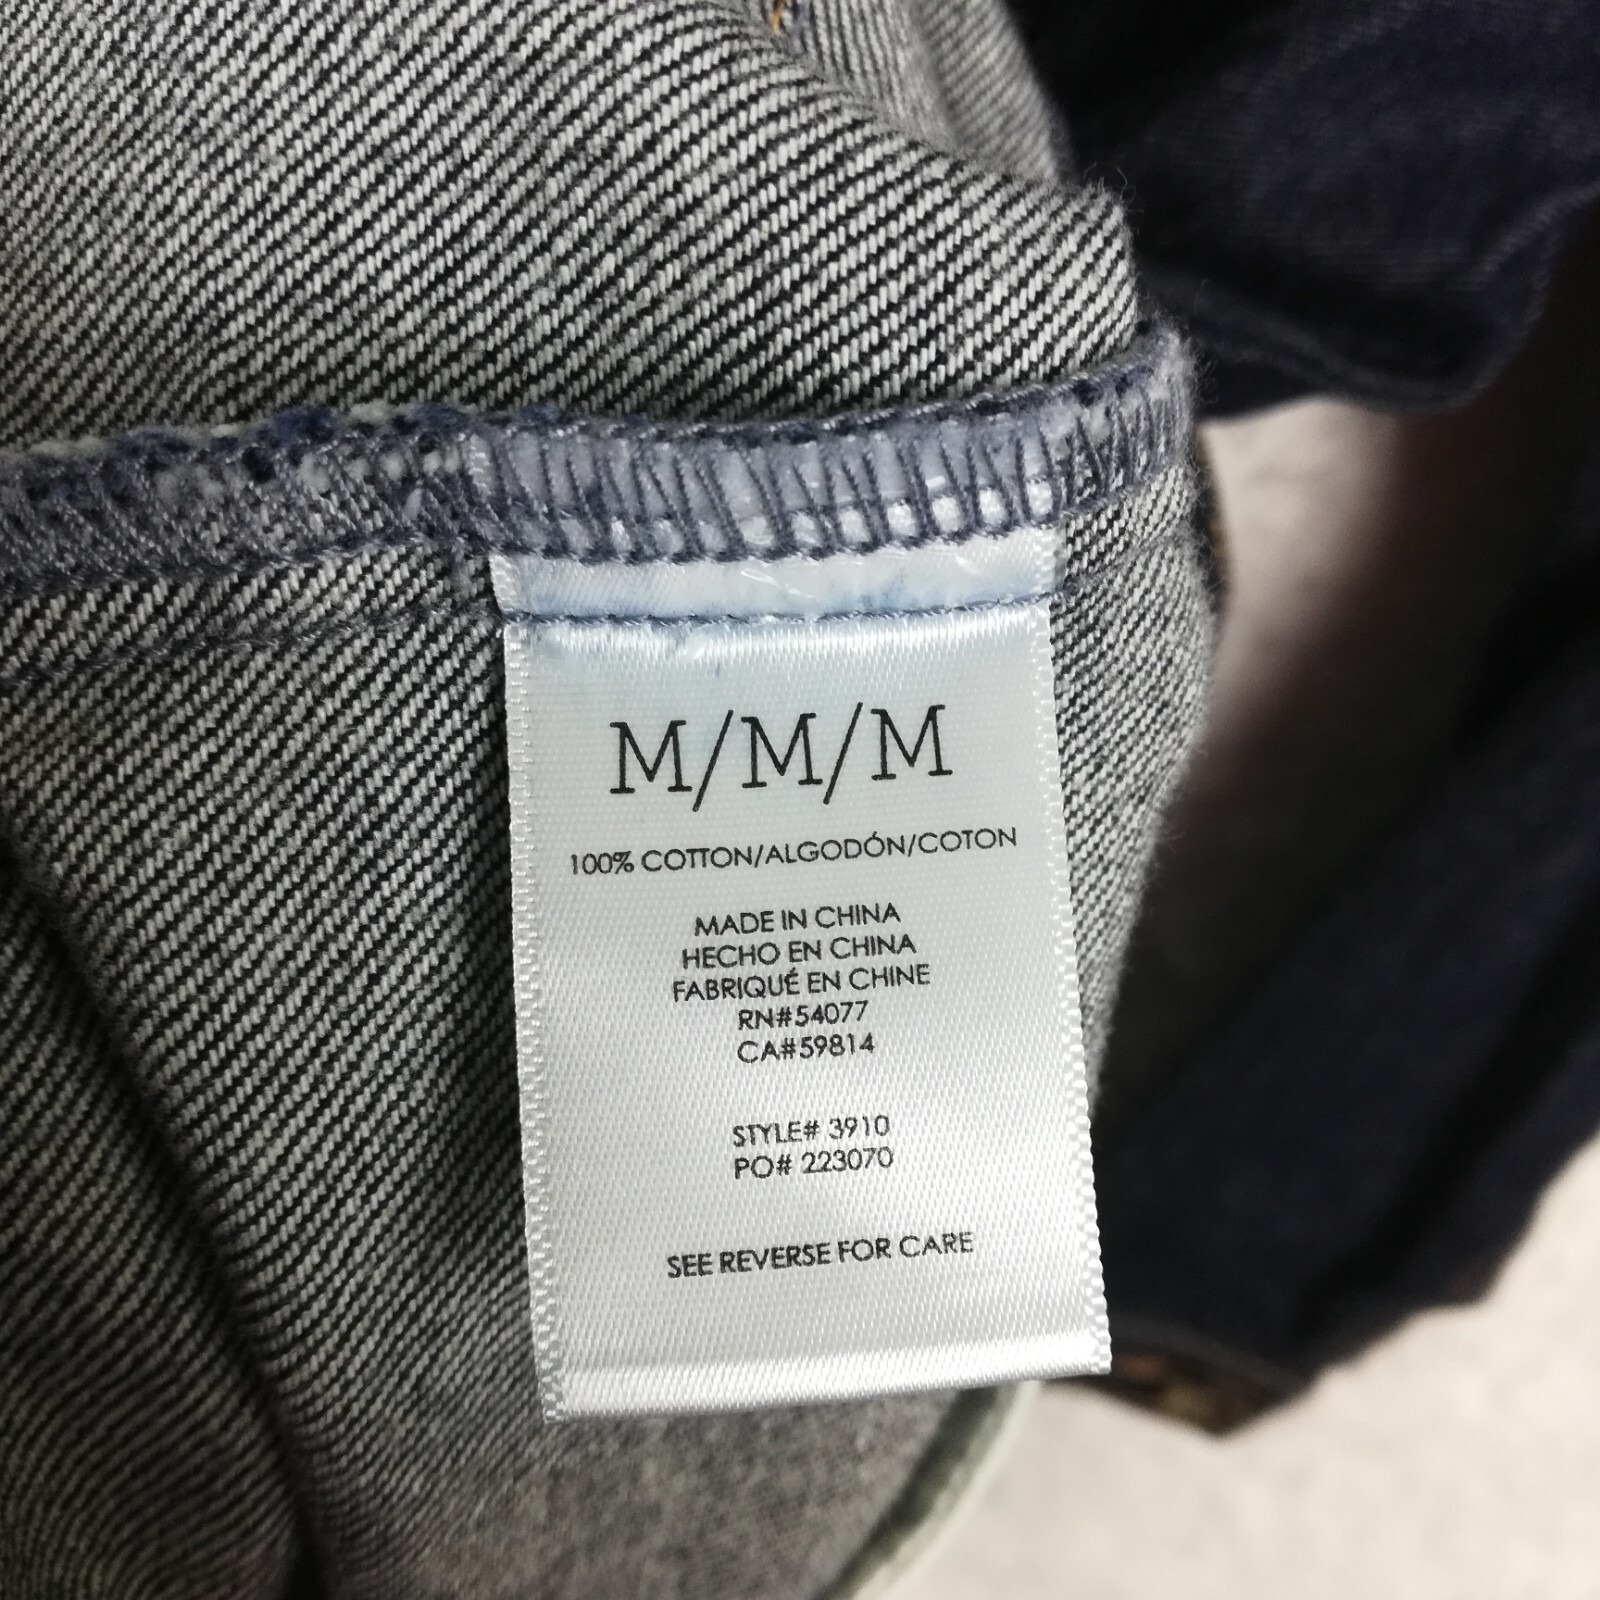 M/M/M
100% COTTON/ALGODÓN/COTON
MADE IN CHINA
HECHO EN CHINA
FABRIQUÉ EN CHINE
RN#54077
CA#59814
STYLE# 3910
PO# 223070
SEE REVERSE FOR CARE